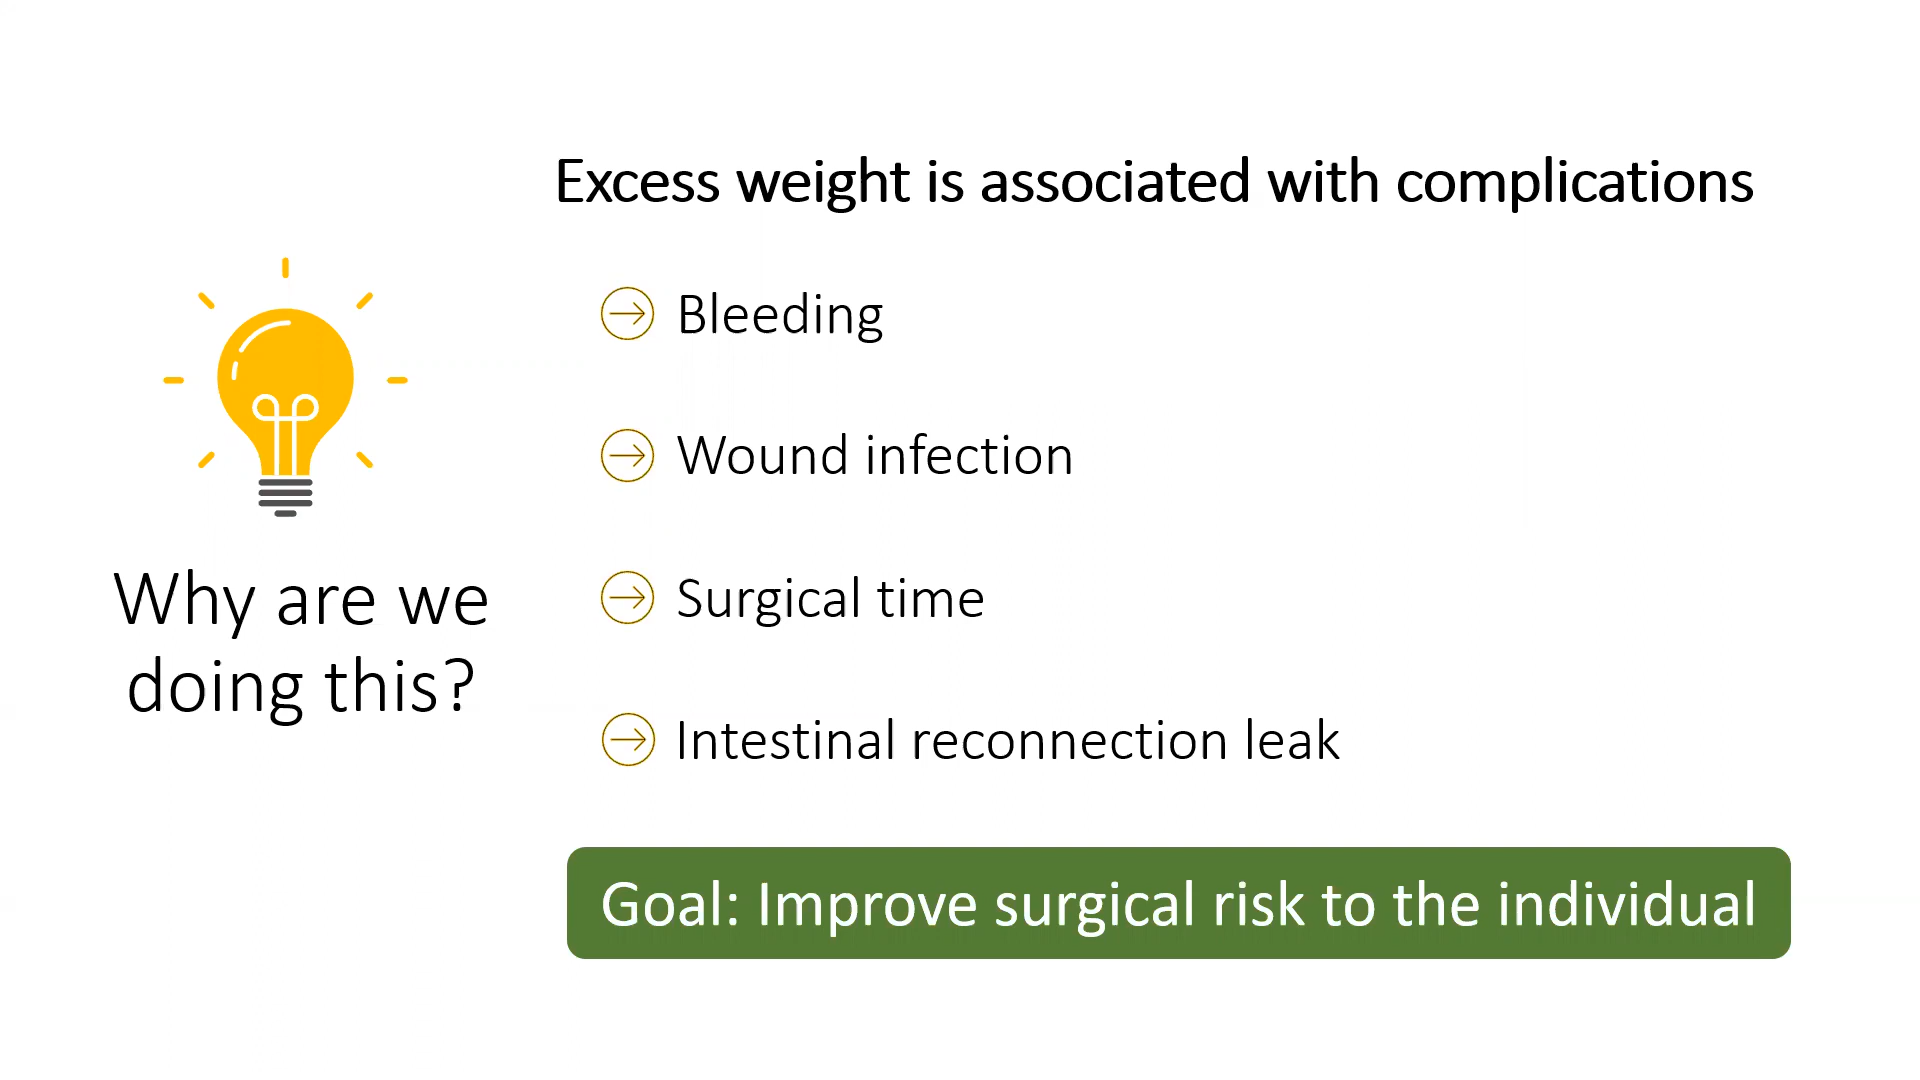 Why are we
doing this?
Excess weight is associated with complications
Bleeding
Wound infection
Surgical time
Intestinal reconnection leak
Goal: Improve surgical risk to the individual